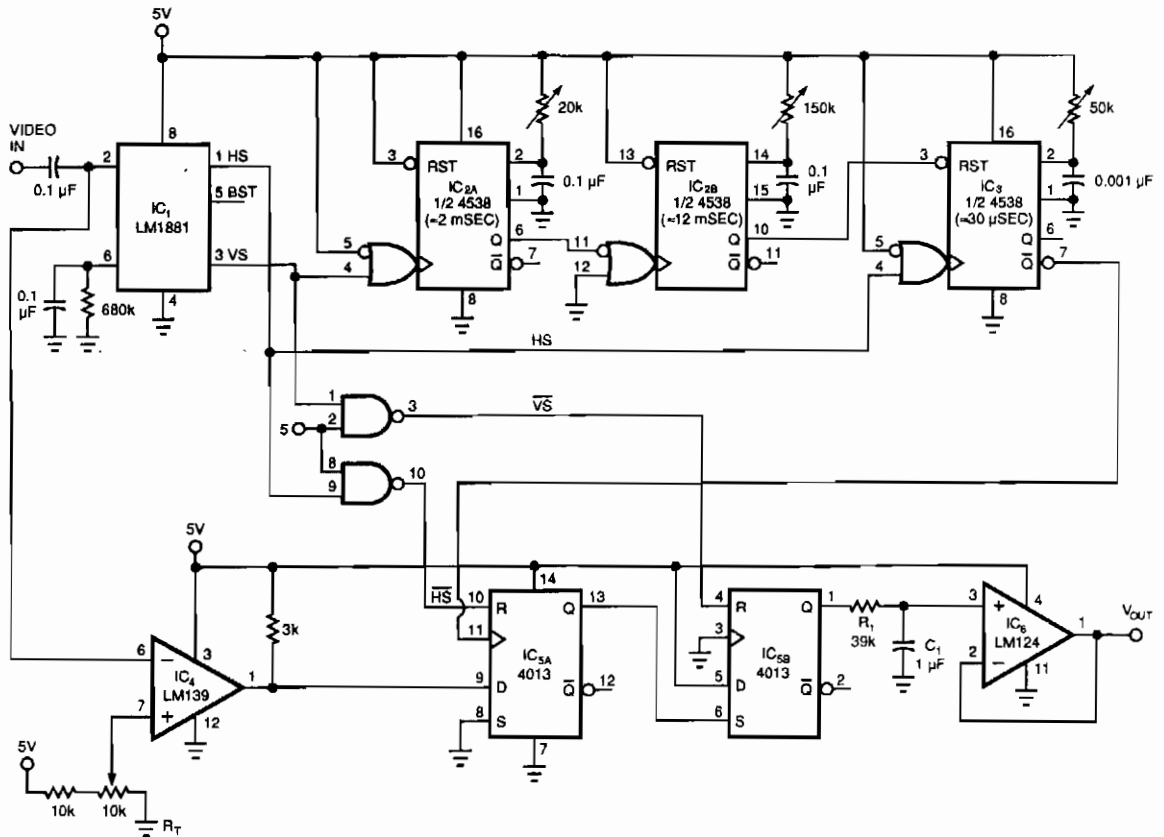 5V
VIDEO IN
0.1 µF
2
8
1 HS
5 BST
IC1
LM1881
3 VS
6
4
0.1 µF
680k
3
RST
16
20k
2
IC2A
1/2 4538
(≈2 mSEC)
1
0.1 µF
5
4
Q
6
Q̅
7
8
13
RST
14
150k
IC2B
1/2 4538
(≈12 mSEC)
15
0.1 µF
11
12
Q
10
Q̅
11
3
RST
16
50k
2
IC3
1/2 4538
(≈30 µSEC)
1
0.001 µF
5
4
Q
6
Q̅
7
8
HS
1
2
3
V̅S̅
5
8
9
10
5V
H̅S̅
3k
6
−
3
IC4
LM139
1
7
+
12
5V
10k
10k
RT
10
R
14
Q
13
11
IC5A
4013
9
D
Q̅
12
8
S
7
4
R
Q
1
3
IC5B
4013
5
D
Q̅
2
6
S
R1
39k
C1
1 µF
3
+
4
IC6
LM124
1
2
−
11
VOUT